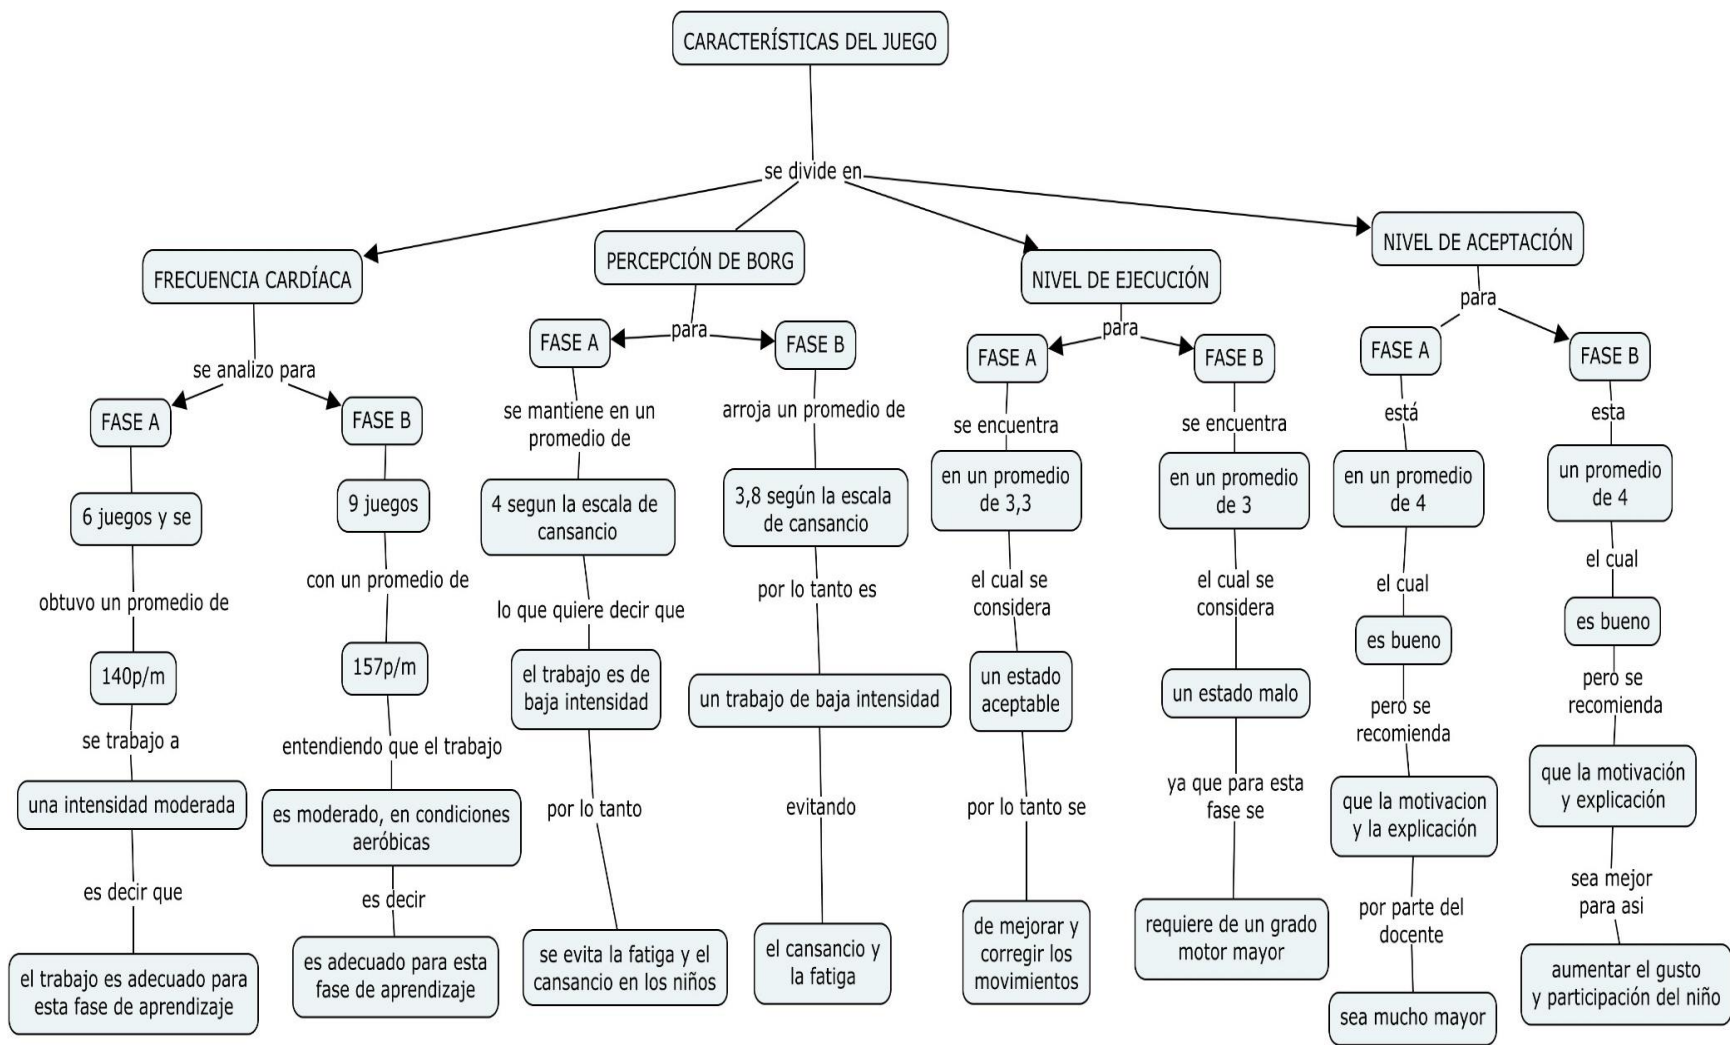 CARACTERÍSTICAS DEL JUEGO
se divide en
FRECUENCIA CARDÍACA
se analizo para
FASE A
6 juegos y se
obtuvo un promedio de
140p/m
se trabajo a
una intensidad moderada
es decir que
el trabajo es adecuado para
esta fase de aprendizaje
FASE B
9 juegos
con un promedio de
157p/m
entendiendo que el trabajo
es moderado, en condiciones
aeróbicas
es decir
es adecuado para esta
fase de aprendizaje
PERCEPCIÓN DE BORG
para
FASE A
se mantiene en un
promedio de
4 segun la escala de
cansancio
lo que quiere decir que
el trabajo es de
baja intensidad
por lo tanto
se evita la fatiga y el
cansancio en los niños
FASE B
arroja un promedio de
3,8 según la escala
de cansancio
por lo tanto es
un trabajo de baja intensidad
evitando
el cansancio y
la fatiga
NIVEL DE EJECUCIÓN
para
FASE A
se encuentra
en un promedio
de 3,3
el cual se
considera
un estado
aceptable
por lo tanto se
de mejorar y
corregir los
movimientos
FASE B
se encuentra
en un promedio
de 3
el cual se
considera
un estado malo
ya que para esta
fase se
requiere de un grado
motor mayor
NIVEL DE ACEPTACIÓN
para
FASE A
está
en un promedio
de 4
el cual
es bueno
pero se
recomienda
que la motivacion
y la explicación
por parte del
docente
sea mucho mayor
FASE B
esta
un promedio
de 4
el cual
es bueno
pero se
recomienda
que la motivación
y explicación
sea mejor
para asi
aumentar el gusto
y participación del niño